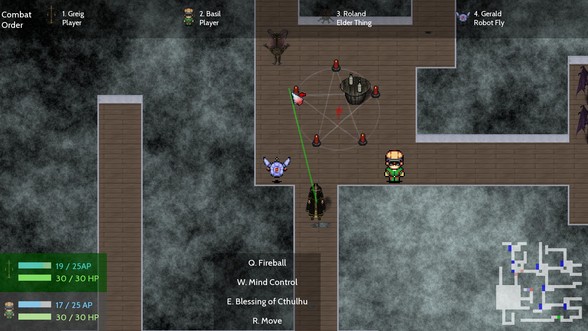 Combat
Order
1. Greig
Player
2. Basil
Player
3. Roland
Elder Thing
4. Gerald
Robot Fly
19 / 25AP
30 / 30 HP
17 / 25 AP
30 / 30 HP
Q. Fireball
W. Mind Control
E. Blessing of Cthulhu
R. Move